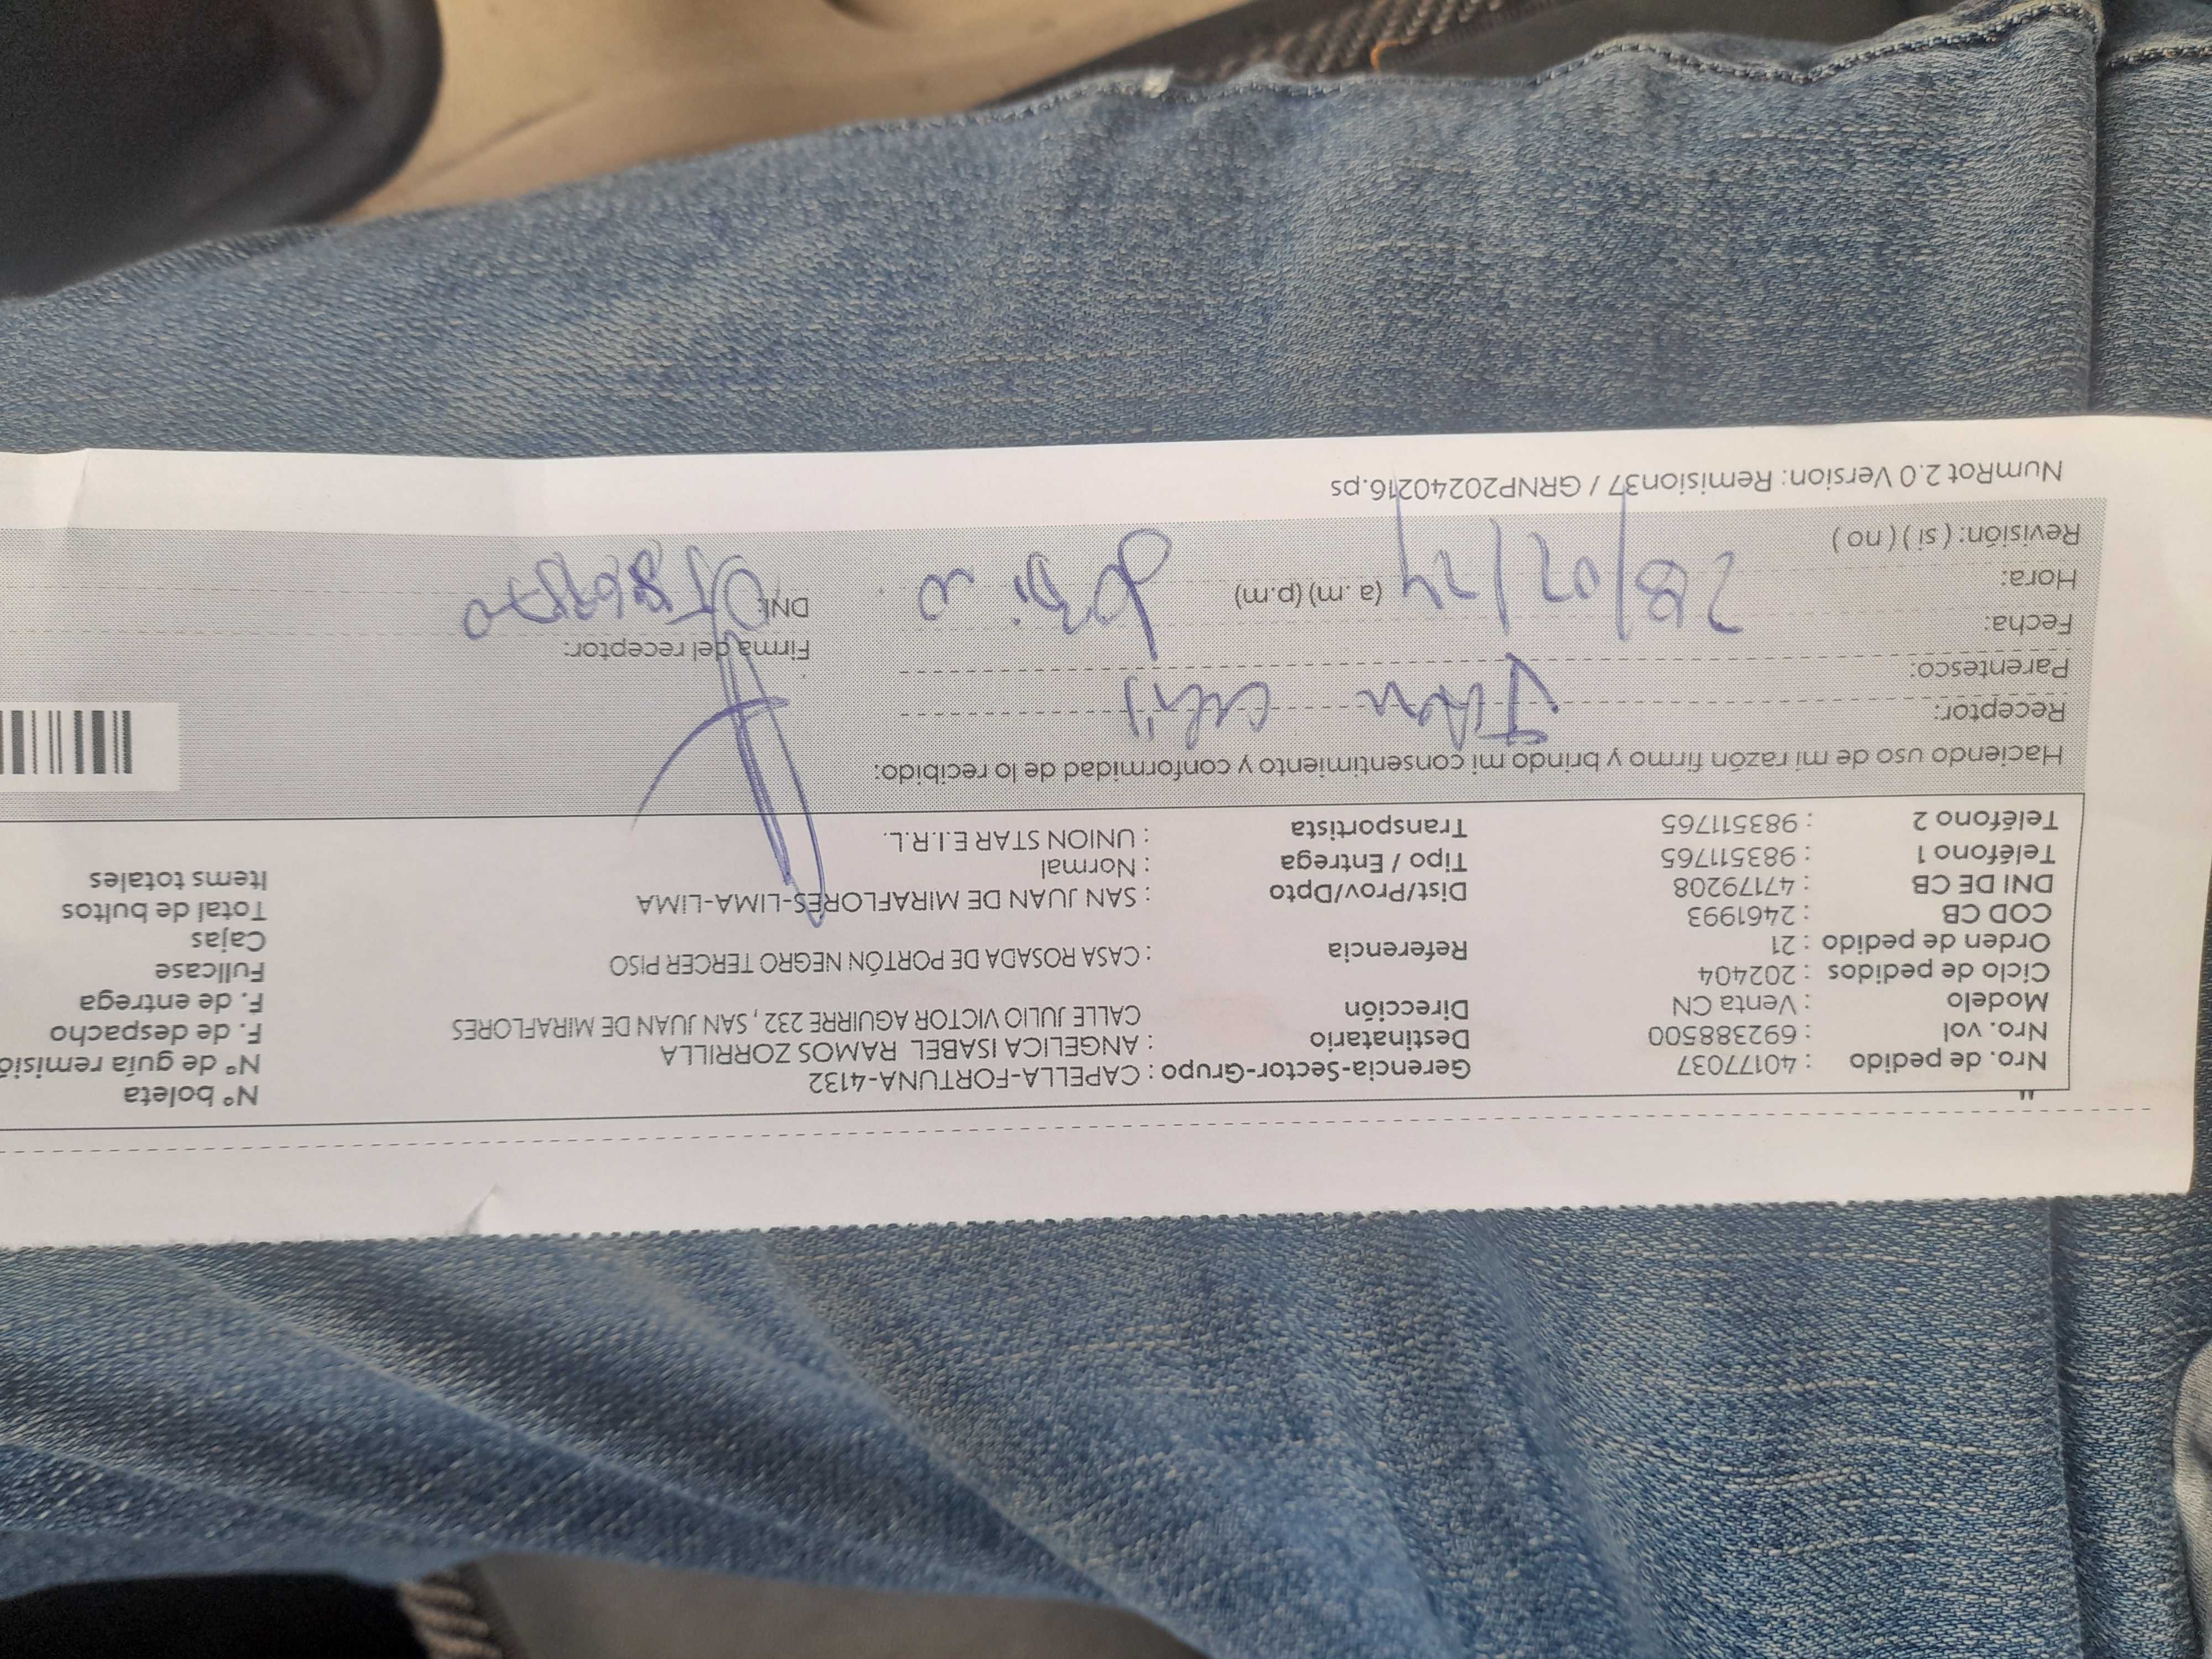 Nro. de pedido : 40177037 Gerencia-Sector-Grupo : CAPELLA-FORTUNA-4132 N° boleta
Nro. vol : 692388500 Destinatario : ANGELICA ISABEL RAMOS ZORRILLA N° de guía remisió
Modelo : Venta CN Dirección CALLE JULIO VICTOR AGUIRRE 232 , SAN JUAN DE MIRAFLORES F. de despacho
Ciclo de pedidos : 202404 F. de entrega
Orden de pedido : 21 Referencia : CASA ROSADA DE PORTÓN NEGRO TERCER PISO Fullcase
COD CB : 2461993 Cajas
DNI DE CB : 47179208 Dist/Prov/Dpto : SAN JUAN DE MIRAFLORES-LIMA-LIMA Total de bultos
Teléfono 1 : 983511765 Tipo / Entrega : Normal Items totales
Teléfono 2 : 983511765 Transportista : UNION STAR E.I.R.L.
Haciendo uso de mi razón firmo y brindo mi consentimiento y conformidad de lo recibido:
Receptor:
Parentesco:
Firma del receptor:
Fecha: 28/02/24
Hora: (a. m) (p.m) DNI:
Revisión: ( si ) ( no )
NumRot 2.0 Version: Remision37 / GRNP20240216.ps